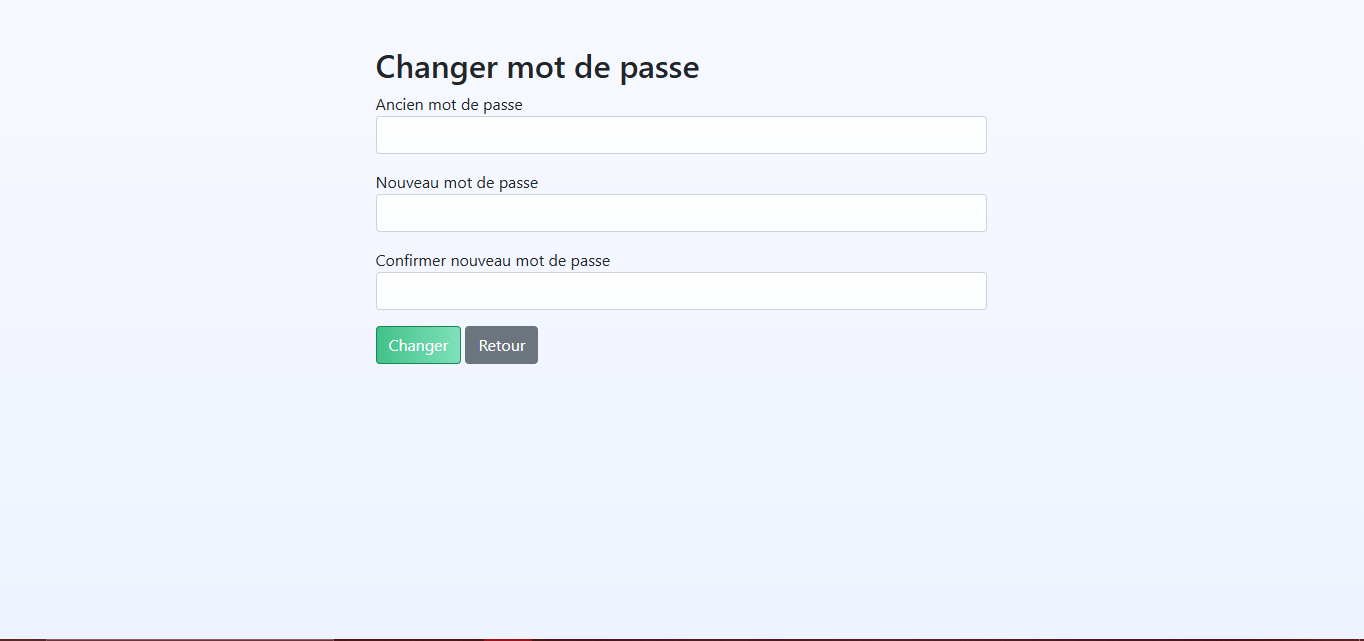 Changer mot de passe
Ancien mot de passe
Nouveau mot de passe
Confirmer nouveau mot de passe
Changer Retour